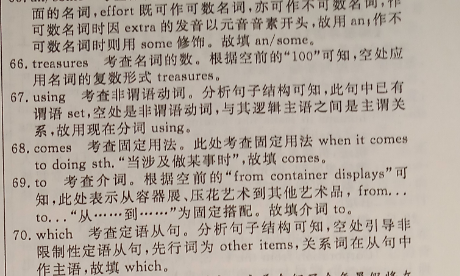 面的名词,effort 既可作可数名词,亦可作不可数名词,作
可数名词时因 extra 的发音以元音音素开头,故用 an;作不
可数名词时则用 some 修饰。故填 an/some。
66. treasures 考查名词的数。根据空前的“100”可知,空处应
用名词的复数形式 treasures。
67. using 考查非谓语动词。分析句子结构可知,此句中已有
谓语 set,空处是非谓语动词,与其逻辑主语之间是主谓关
系,故用现在分词 using。
68. comes 考查固定用法。此处考查固定用法 when it comes
to doing sth.“当涉及做某事时”,故填 comes。
69. to 考查介词。根据空前的“from container displays”可
知,此处表示从容器展、压花艺术到其他艺术品,from...
to...“从……到……”为固定搭配。故填介词 to。
70. which 考查定语从句。分析句子结构可知,空处引导非
限制性定语从句,先行词为 other items,关系词在从句中
作主语,故填 which。